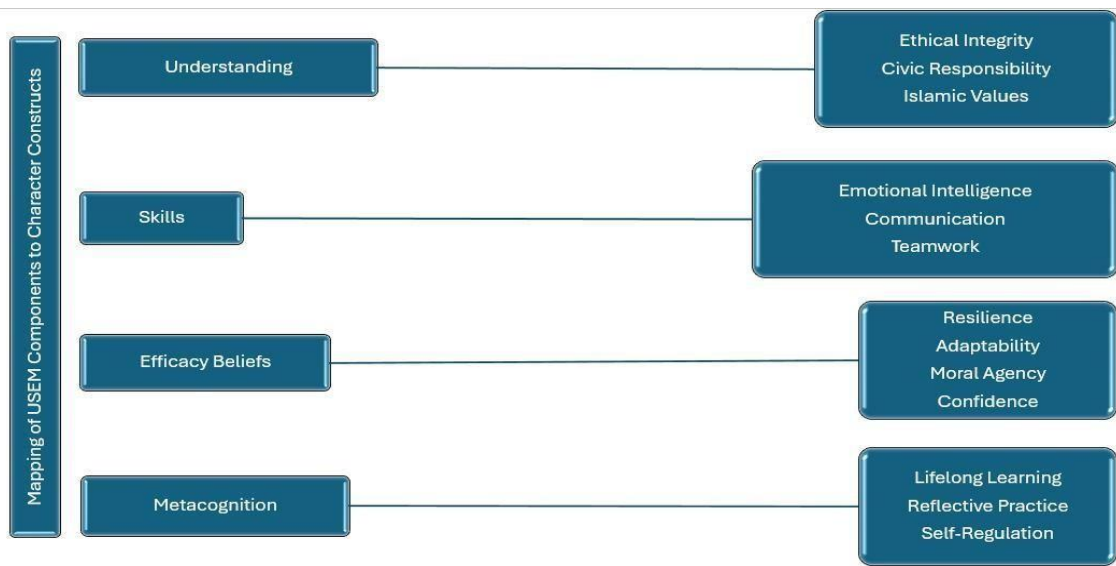 Mapping of USEM Components to Character Constructs
Understanding
Ethical Integrity
Civic Responsibility
Islamic Values
Skills
Emotional Intelligence
Communication
Teamwork
Efficacy Beliefs
Resilience
Adaptability
Moral Agency
Confidence
Metacognition
Lifelong Learning
Reflective Practice
Self-Regulation